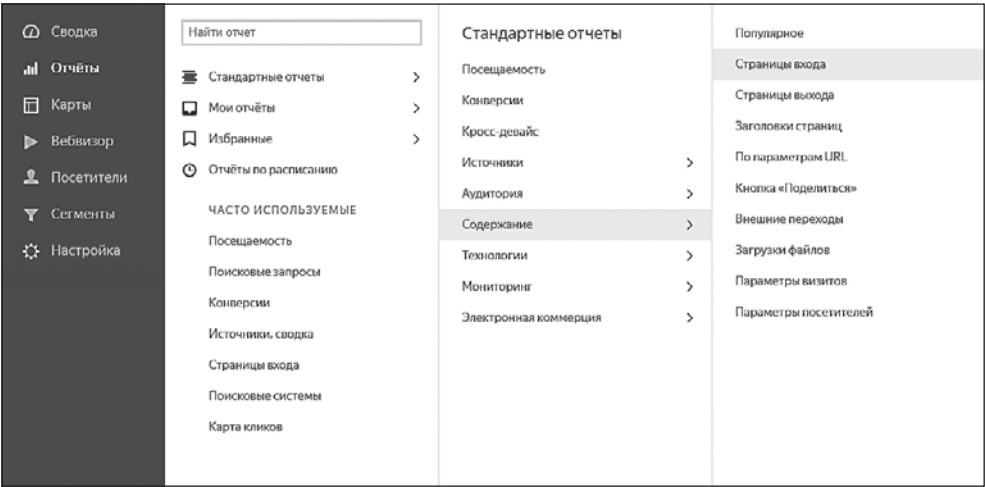 Сводка
Отчёты
Карты
Вебвизор
Посетители
Сегменты
Настройка
Найти отчет
Стандартные отчеты
Мои отчёты
Избранные
Отчёты по расписанию
ЧАСТО ИСПОЛЬЗУЕМЫЕ
Посещаемость
Поисковые запросы
Конверсии
Источники, сводка
Страницы входа
Поисковые системы
Карта кликов
Стандартные отчеты
Посещаемость
Конверсии
Кросс-девайс
Источники
Аудитория
Содержание
Технологии
Мониторинг
Электронная коммерция
Популярное
Страницы входа
Страницы выхода
Заголовки страниц
По параметрам URL
Кнопка «Поделиться»
Внешние переходы
Загрузки файлов
Параметры визитов
Параметры посетителей